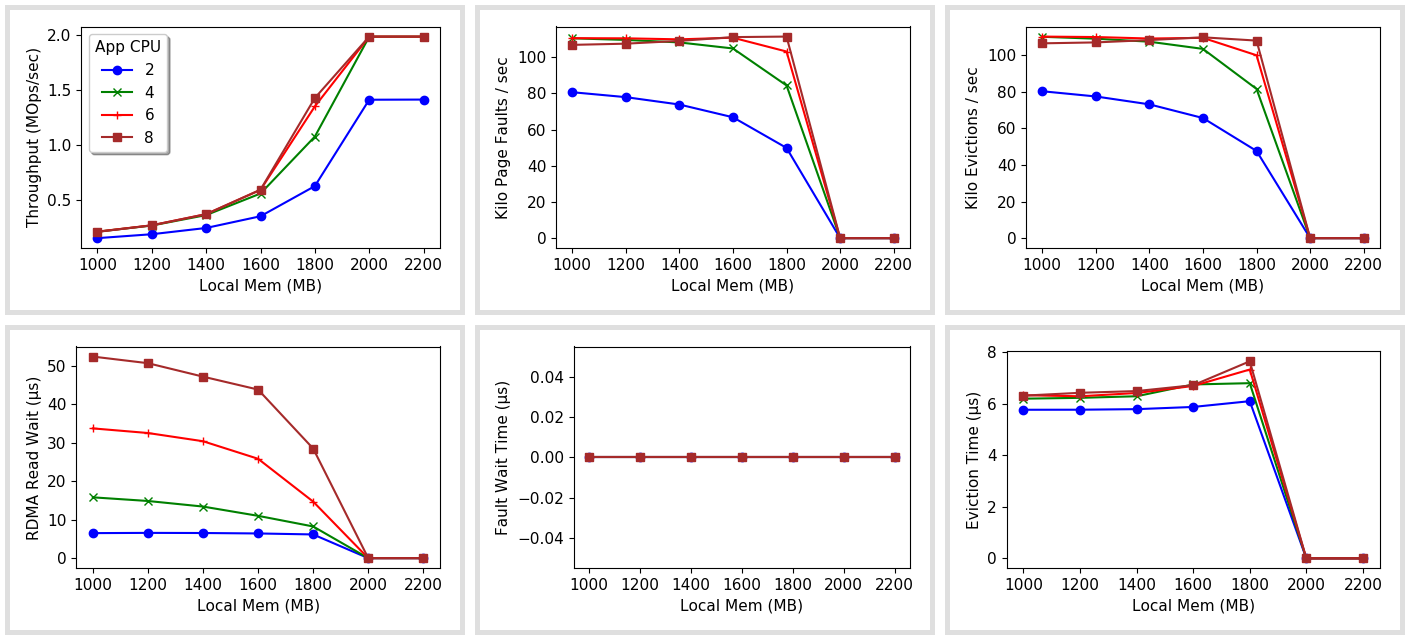 Throughput (MOps/sec)
2.0
1.5
1.0
0.5
App CPU
2
4
6
8
1000 1200 1400 1600 1800 2000 2200
Local Mem (MB)
Kilo Page Faults / sec
100
80
60
40
20
0
1000 1200 1400 1600 1800 2000 2200
Local Mem (MB)
Kilo Evictions / sec
100
80
60
40
20
0
1000 1200 1400 1600 1800 2000 2200
Local Mem (MB)
RDMA Read Wait (μs)
50
40
30
20
10
0
1000 1200 1400 1600 1800 2000 2200
Local Mem (MB)
Fault Wait Time (μs)
0.04
0.02
0.00
−0.02
−0.04
1000 1200 1400 1600 1800 2000 2200
Local Mem (MB)
Eviction Time (μs)
8
6
4
2
0
1000 1200 1400 1600 1800 2000 2200
Local Mem (MB)